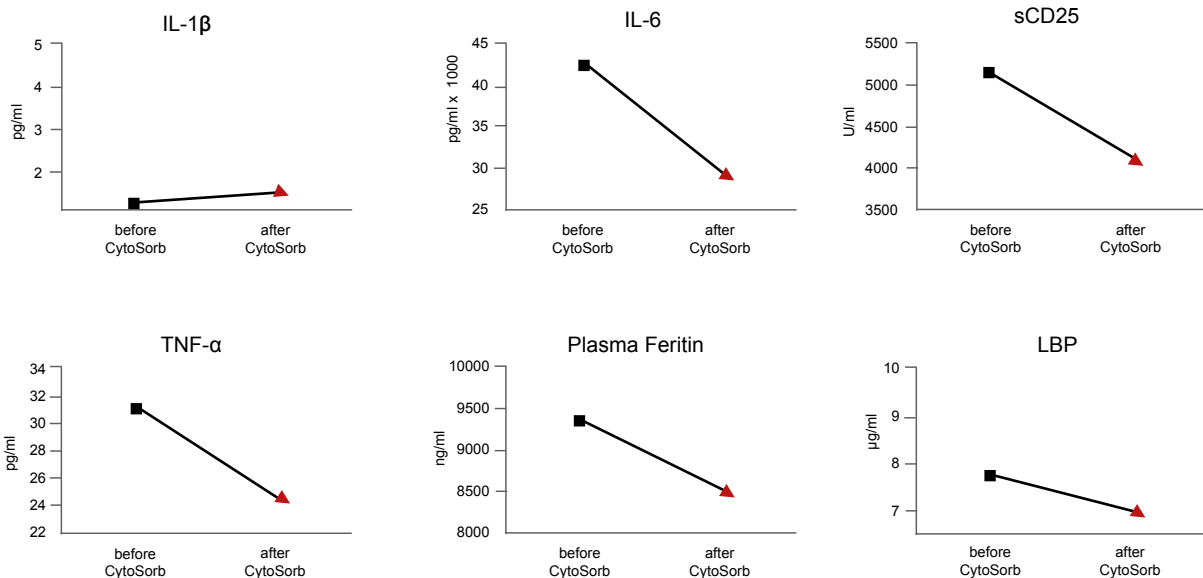 IL-1β
5
4
3
2
pg/ml
before
CytoSorb
after
CytoSorb
IL-6
45
40
35
30
25
pg/ml x 1000
before
CytoSorb
after
CytoSorb
sCD25
5500
5000
4500
4000
3500
U/ml
before
CytoSorb
after
CytoSorb
TNF-α
34
32
30
28
26
24
22
pg/ml
before
CytoSorb
after
CytoSorb
Plasma Feritin
10000
9500
9000
8500
8000
ng/ml
before
CytoSorb
after
CytoSorb
LBP
10
9
8
7
µg/ml
before
CytoSorb
after
CytoSorb